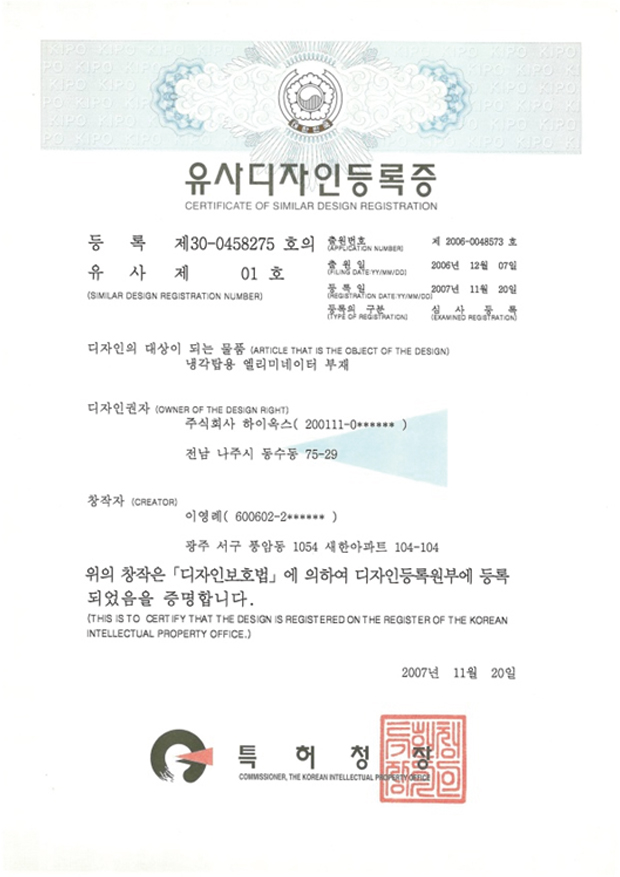 KIPO KIPO KIPO KIPO KIPO KIPO
대한민국
유사디자인등록증
CERTIFICATE OF SIMILAR DESIGN REGISTRATION
등 록 제30-0458275 호의
유 사 제 01 호
(SIMILAR DESIGN REGISTRATION NUMBER)
출원번호 제 2006-0048573 호
(APPLICATION NUMBER)
출 원 일 2006년 12월 07일
(FILING DATE:YY/MM/DD)
등 록 일 2007년 11월 20일
(REGISTRATION DATE:YY/MM/DD)
등록의 구분 심 사 등 록
(TYPE OF REGISTRATION) (EXAMINED REGISTRATION)
디자인의 대상이 되는 물품 (ARTICLE THAT IS THE OBJECT OF THE DESIGN)
냉각탑용 엘리미네이터 부재
디자인권자 (OWNER OF THE DESIGN RIGHT)
주식회사 하이옥스( 200111-0****** )
전남 나주시 동수동 75-29
창작자 (CREATOR)
이영례( 600602-2****** )
광주 서구 풍암동 1054 새한아파트 104-104
위의 창작은「디자인보호법」에 의하여 디자인등록원부에 등록
되었음을 증명합니다.
(THIS IS TO CERTIFY THAT THE DESIGN IS REGISTERED ON THE REGISTER OF THE KOREAN
INTELLECTUAL PROPERTY OFFICE.)
2007년 11월 20일
특 허 청 장
COMMISSIONER, THE KOREAN INTELLECTUAL PROPERTY OFFICE